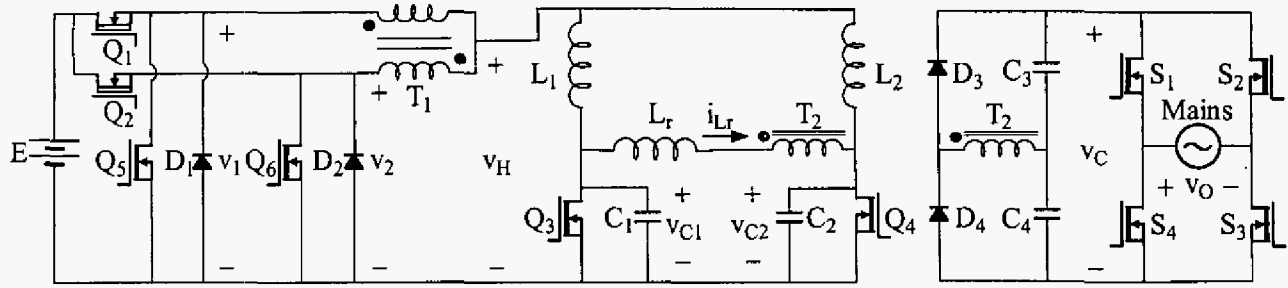 Q1 + T1 vH L1 L2 + D3 C3 S1 S2
Q2 + + Lr iLr T2 T2 Mains
E Q5 D1 v1 Q6 D2 v2 vC + vO −
Q3 C1 + vC1 + vC2 C2 Q4 D4 C4 S4 S3
− − − − − −